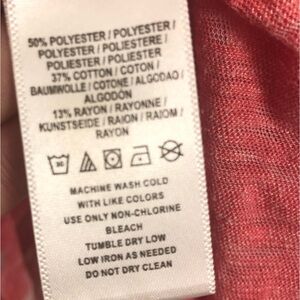 50% POLYESTER / POLYESTER /
POLYESTER / POLIESTERE /
POLIESTER / POLIESTER
37% COTTON / COTON /
BAUMWOLLE / COTONE / ALGODAO /
ALGODÓN
13% RAYON / RAYONNE /
KUNSTSEIDE / RAION / RAIOM /
RAYON
MACHINE WASH COLD
WITH LIKE COLORS
USE ONLY NON-CHLORINE
BLEACH
TUMBLE DRY LOW
LOW IRON AS NEEDED
DO NOT DRY CLEAN